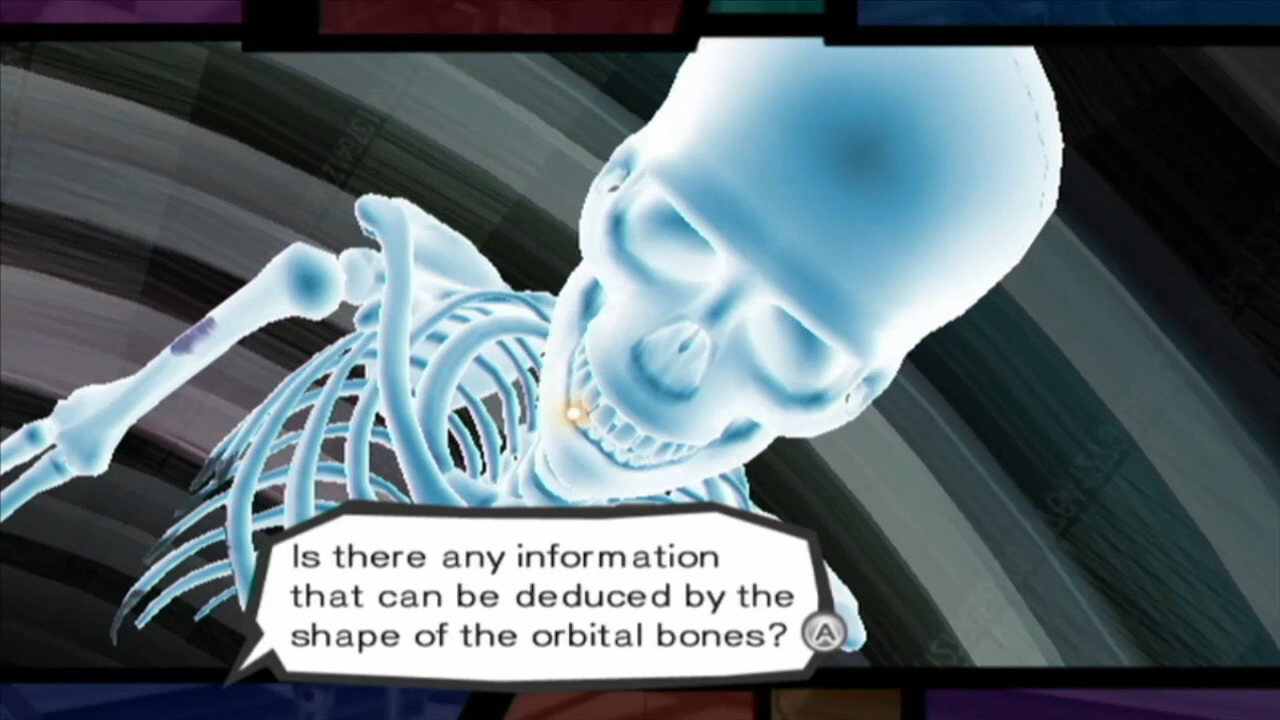 Is there any information
that can be deduced by the
shape of the orbital bones?
A